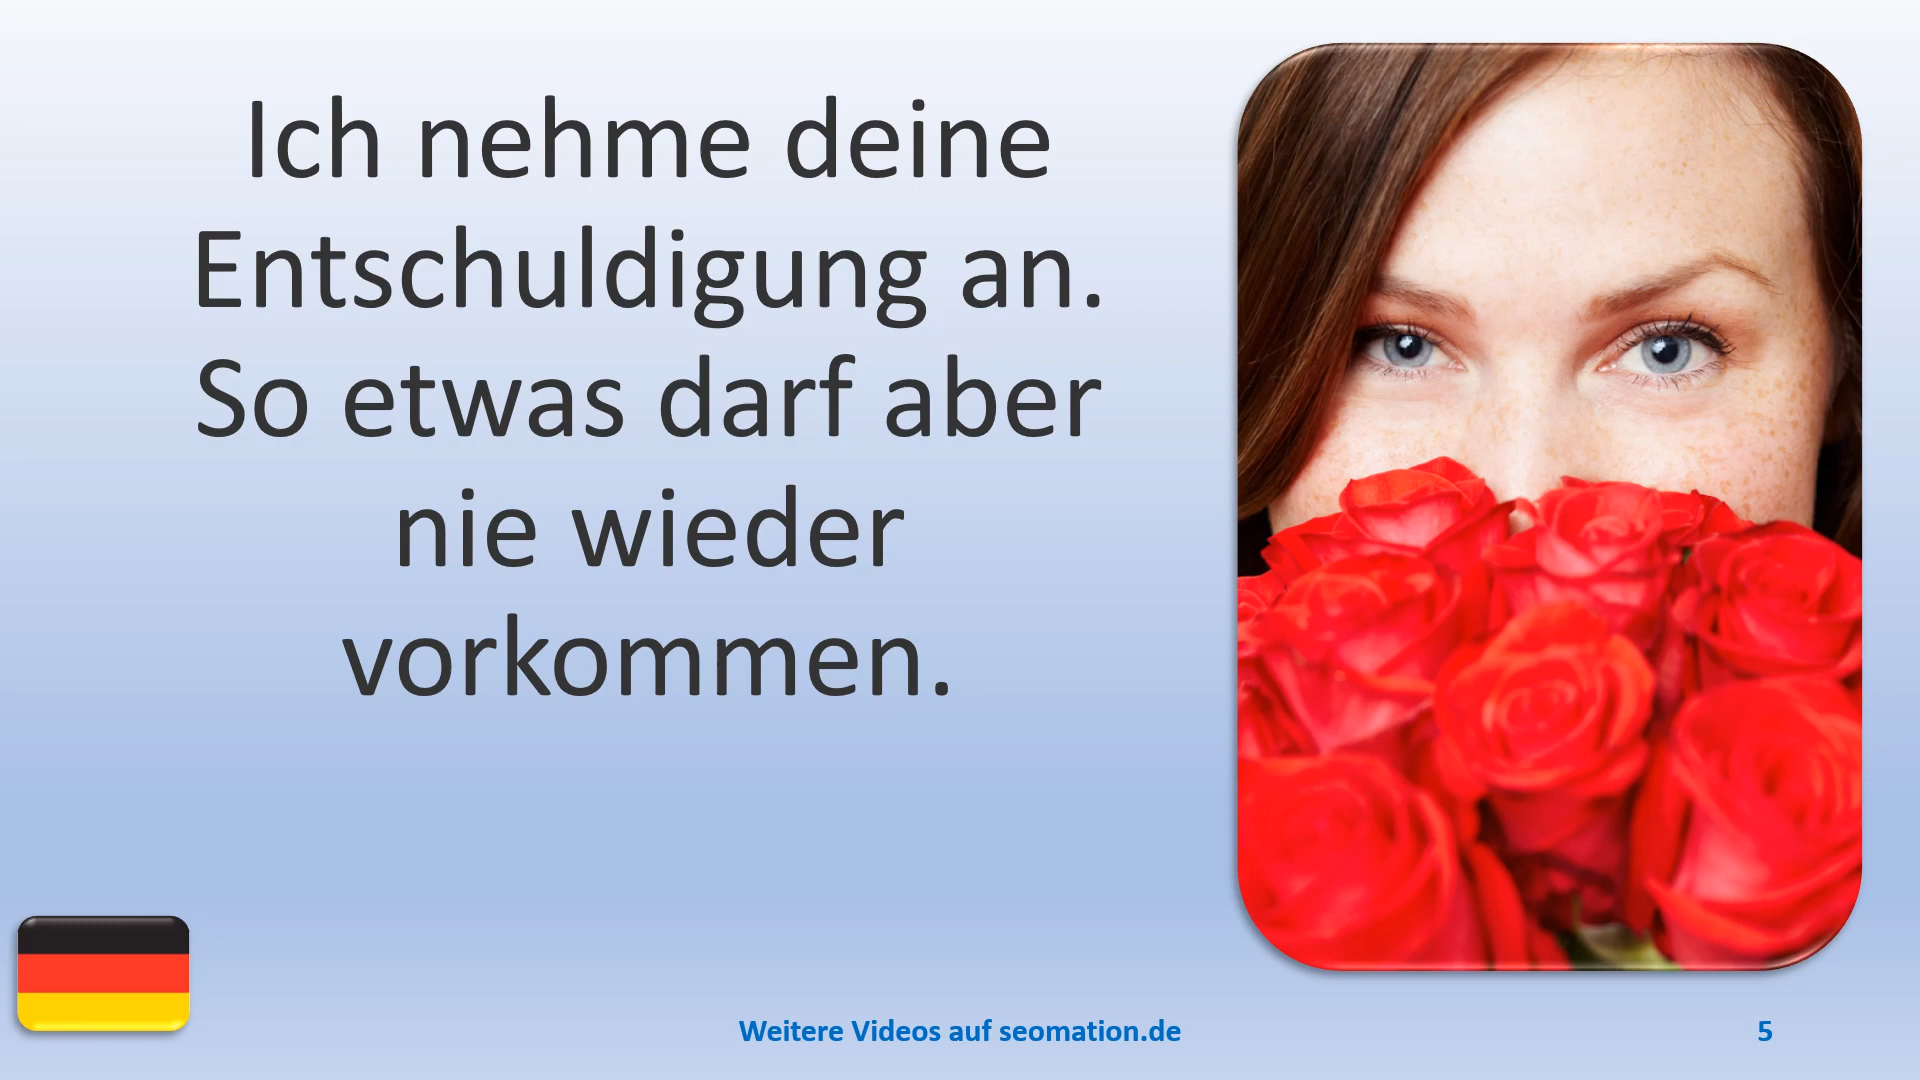 Ich nehme deine
Entschuldigung an.
So etwas darf aber
nie wieder
vorkommen.
Weitere Videos auf seomation.de
5